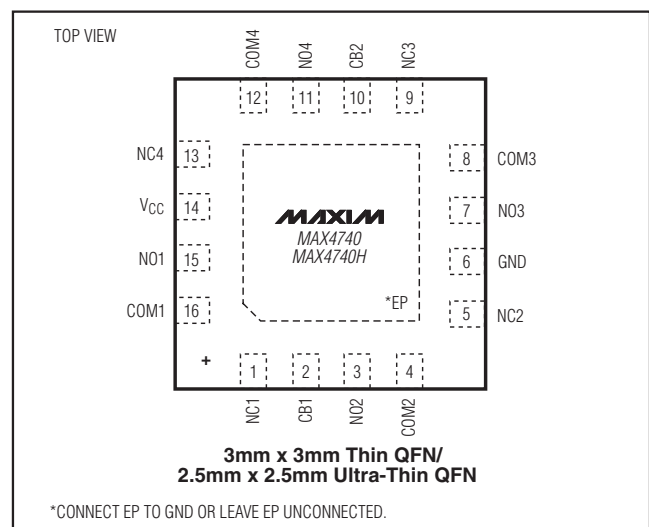 TOP VIEW
COM4
NO4
CB2
NC3
12
11
10
9
NC4
13
8
COM3
VCC
14
7
NO3
NO1
15
6
GND
COM1
16
5
NC2
MAXIM
MAX4740
MAX4740H
*EP
+
1
2
3
4
NC1
CB1
NO2
COM2
3mm x 3mm Thin QFN/
2.5mm x 2.5mm Ultra-Thin QFN
*CONNECT EP TO GND OR LEAVE EP UNCONNECTED.